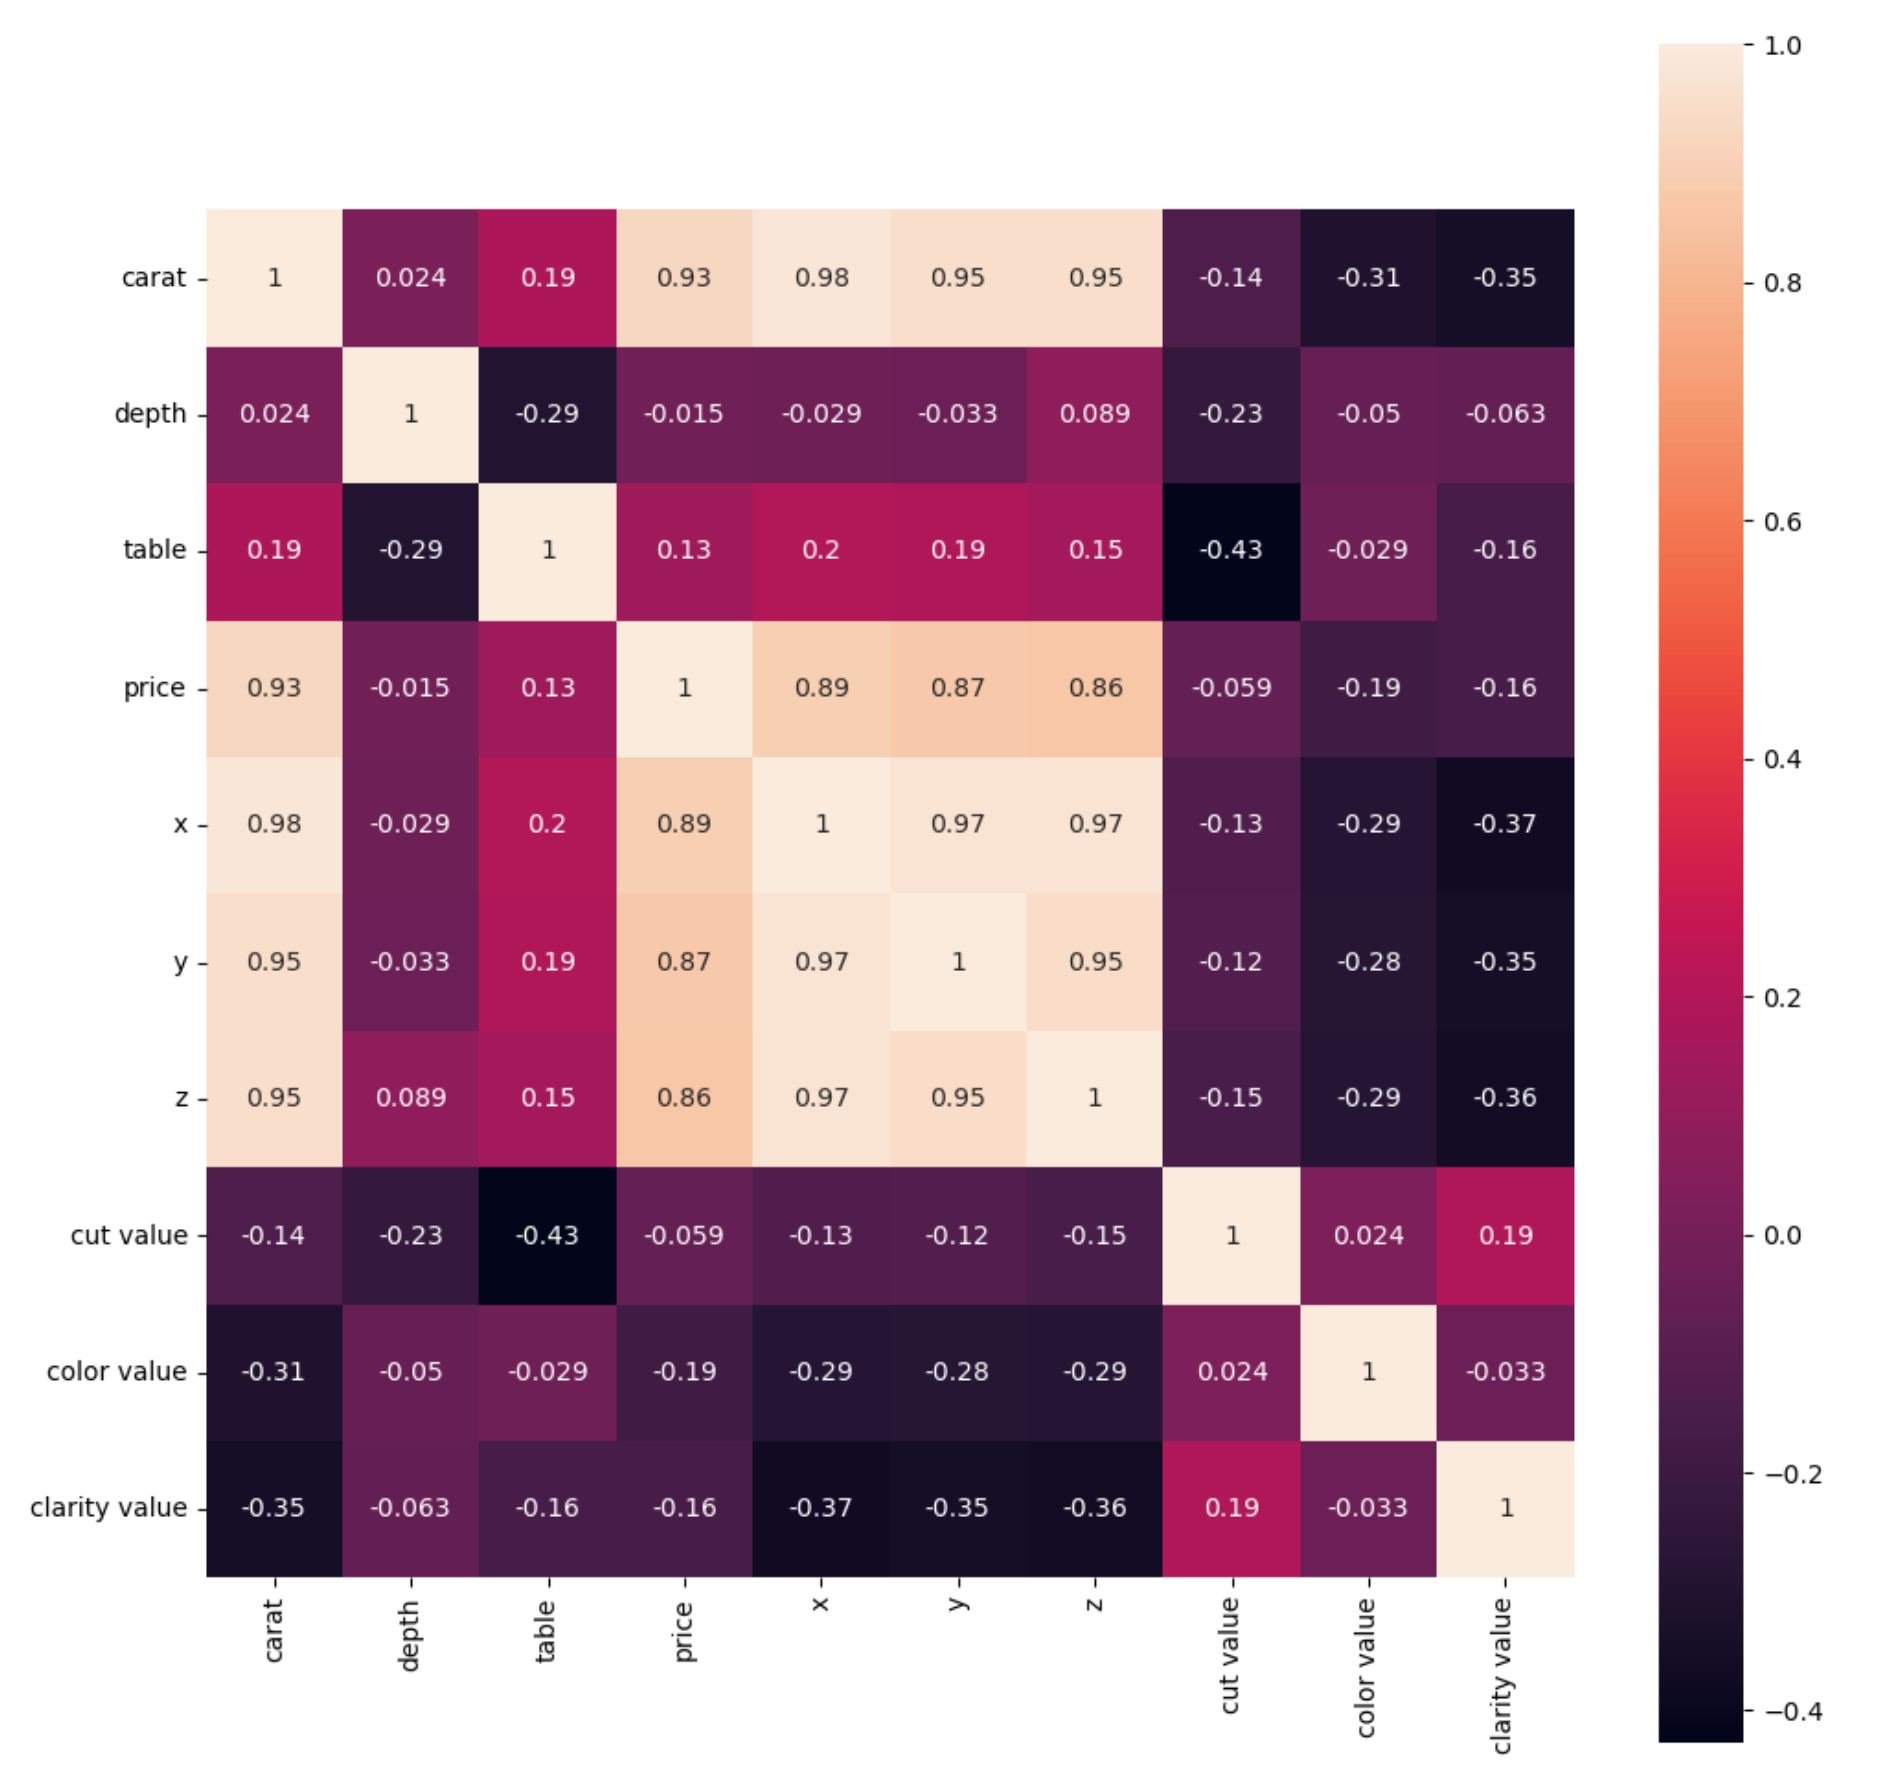 1.0
carat 1 0.024 0.19 0.93 0.98 0.95 0.95 -0.14 -0.31 -0.35
0.8
depth 0.024 1 -0.29 -0.015 -0.029 -0.033 0.089 -0.23 -0.05 -0.063
0.6
table 0.19 -0.29 1 0.13 0.2 0.19 0.15 -0.43 -0.029 -0.16
price 0.93 -0.015 0.13 1 0.89 0.87 0.86 -0.059 -0.19 -0.16
0.4
x 0.98 -0.029 0.2 0.89 1 0.97 0.97 -0.13 -0.29 -0.37
y 0.95 -0.033 0.19 0.87 0.97 1 0.95 -0.12 -0.28 -0.35
0.2
z 0.95 0.089 0.15 0.86 0.97 0.95 1 -0.15 -0.29 -0.36
cut value -0.14 -0.23 -0.43 -0.059 -0.13 -0.12 -0.15 1 0.024 0.19
0.0
color value -0.31 -0.05 -0.029 -0.19 -0.29 -0.28 -0.29 0.024 1 -0.033
−0.2
clarity value -0.35 -0.063 -0.16 -0.16 -0.37 -0.35 -0.36 0.19 -0.033 1
carat depth table price x y z cut value color value clarity value
−0.4